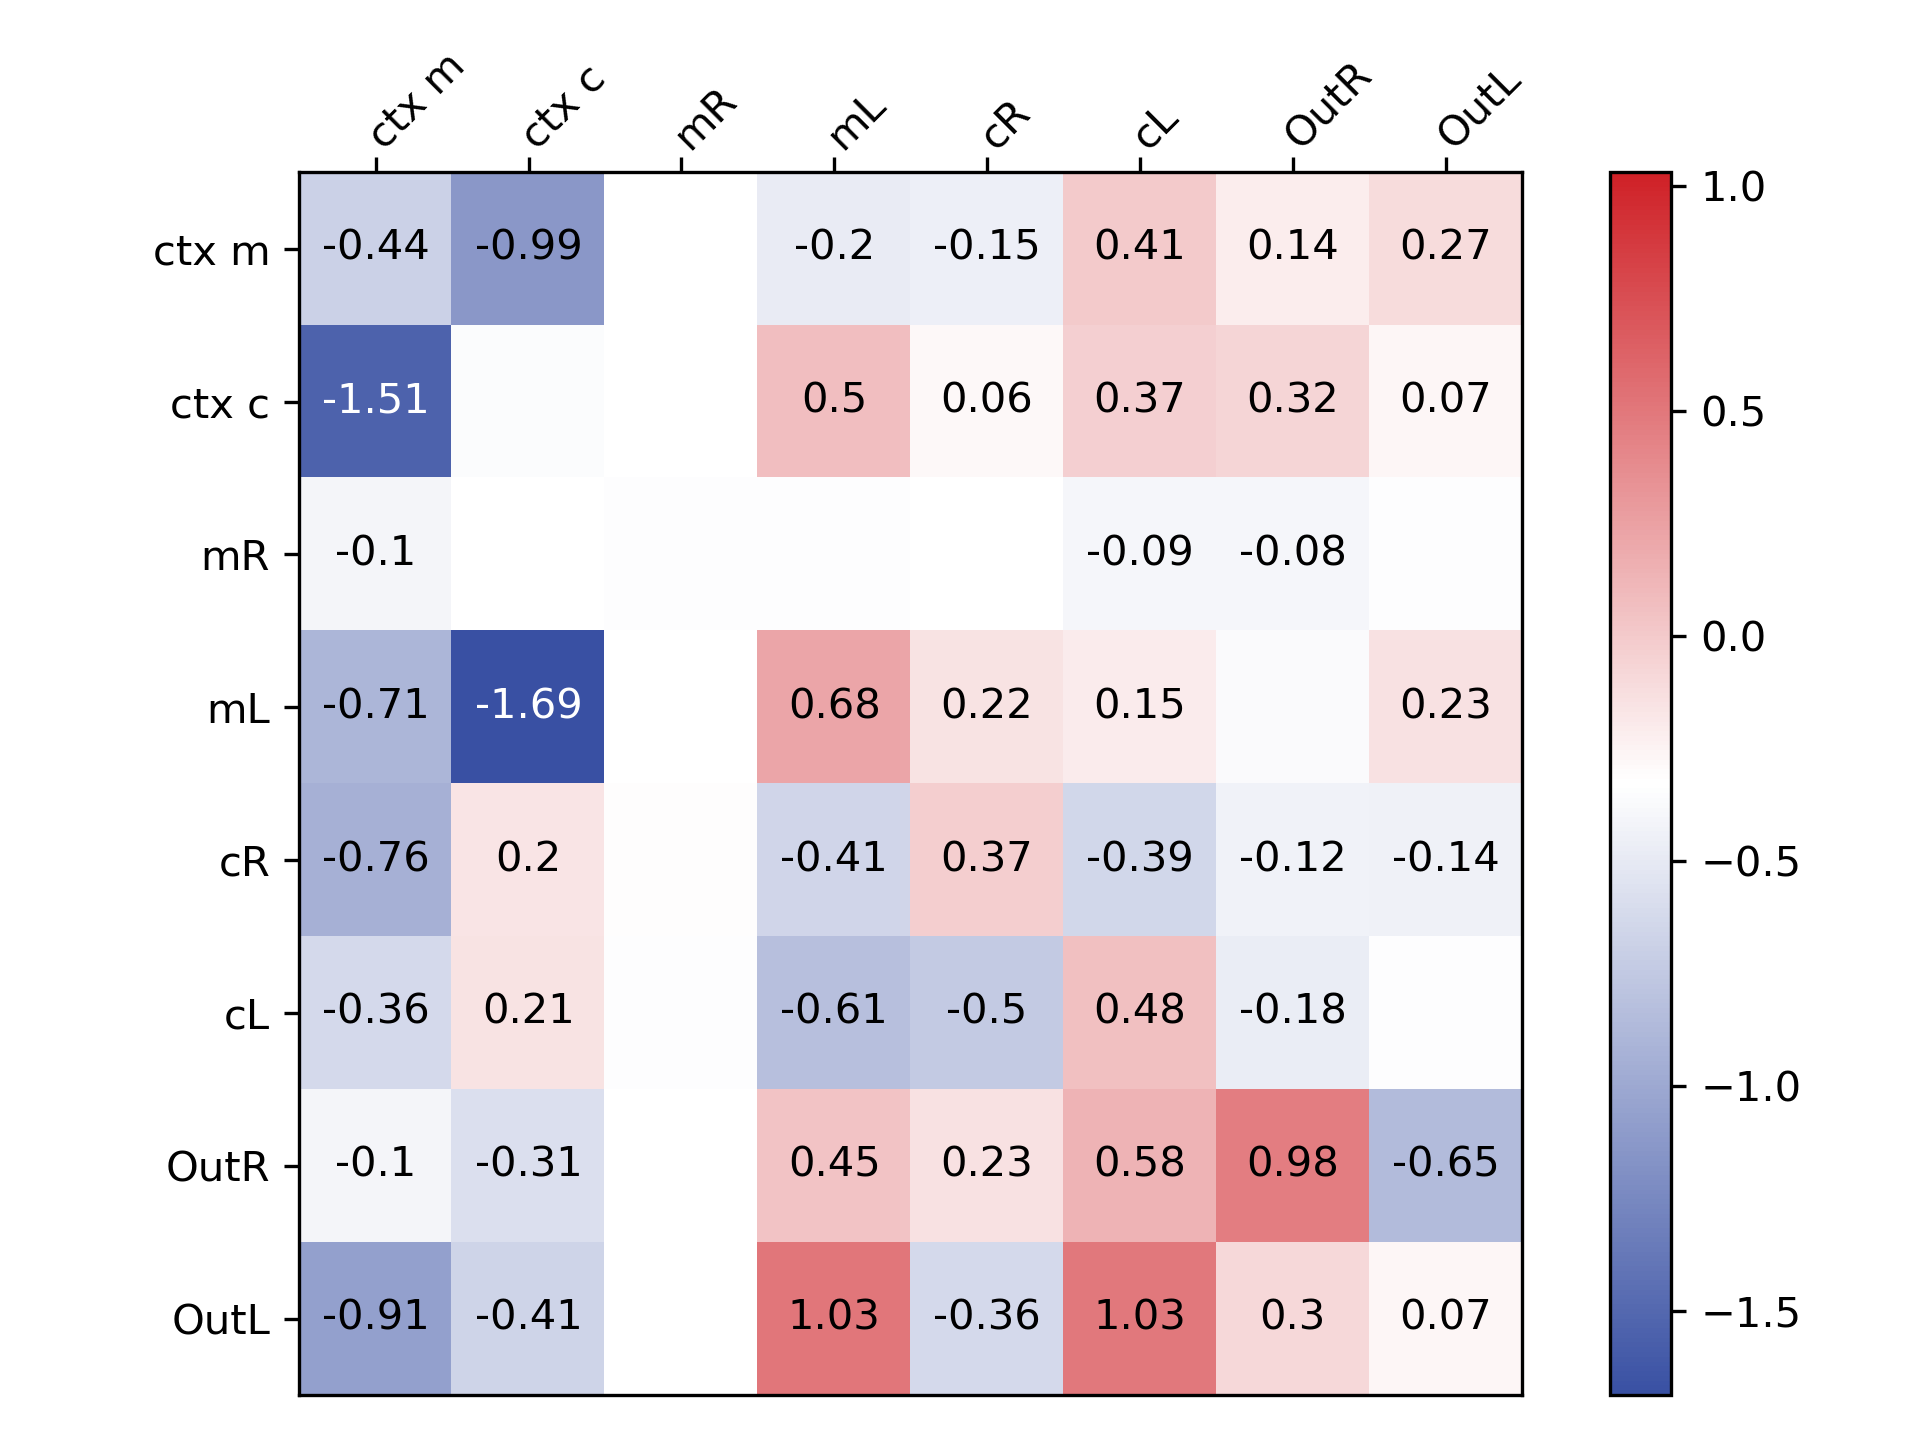 ctx m ctx c mR mL cR cL OutR OutL
ctx m -0.44 -0.99 -0.2 -0.15 0.41 0.14 0.27
ctx c -1.51 0.5 0.06 0.37 0.32 0.07
mR -0.1 -0.09 -0.08
mL -0.71 -1.69 0.68 0.22 0.15 0.23
cR -0.76 0.2 -0.41 0.37 -0.39 -0.12 -0.14
cL -0.36 0.21 -0.61 -0.5 0.48 -0.18
OutR -0.1 -0.31 0.45 0.23 0.58 0.98 -0.65
OutL -0.91 -0.41 1.03 -0.36 1.03 0.3 0.07
1.0
0.5
0.0
−0.5
−1.0
−1.5